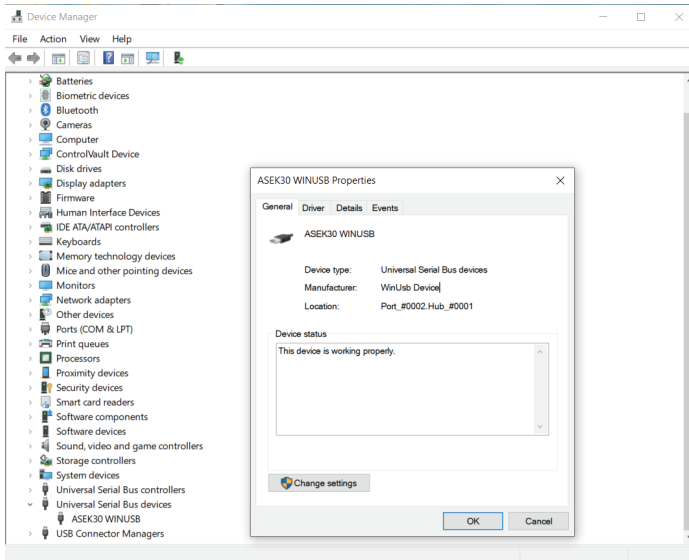 Device Manager
File Action View Help
Batteries
Biometric devices
Bluetooth
Cameras
Computer
ControlVault Device
Disk drives
Display adapters
Firmware
Human Interface Devices
IDE ATA/ATAPI controllers
Keyboards
Memory technology devices
Mice and other pointing devices
Monitors
Network adapters
Other devices
Ports (COM & LPT)
Print queues
Processors
Proximity devices
Security devices
Smart card readers
Software components
Software devices
Sound, video and game controllers
Storage controllers
System devices
Universal Serial Bus controllers
Universal Serial Bus devices
ASEK30 WINUSB
USB Connector Managers
ASEK30 WINUSB Properties
General Driver Details Events
ASEK30 WINUSB
Device type: Universal Serial Bus devices
Manufacturer: WinUsb Device
Location: Port_#0002.Hub_#0001
Device status
This device is working properly.
Change settings
OK Cancel